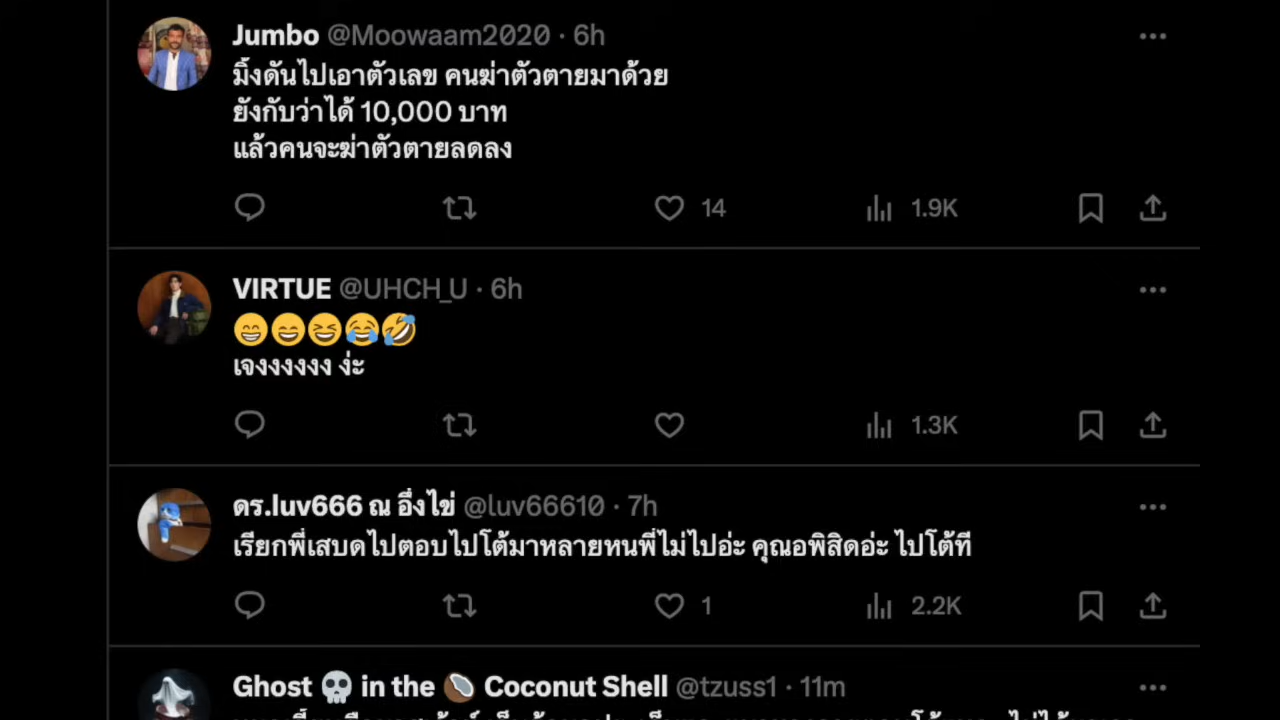 Jumbo @Moowaam2020 · 6h
มิ้งดันไปเอาตัวเลข คนฆ่าตัวตายมาด้วย
ยังกับว่าได้ 10,000 บาท
แล้วคนจะฆ่าตัวตายลดลง
14 1.9K
VIRTUE @UHCH_U · 6h
😁😄😆😂🤣
เจงงงงงง ง่ะ
1.3K
ดร.luv666 ณ อึ่งไข่ @luv66610 · 7h
เรียกพี่เสบดไปตอบไปโต้มาหลายหนพี่ไม่ไปอ่ะ คุณอพิสิดอ่ะ ไปโต้ที
1 2.2K
Ghost 💀 in the 🥥 Coconut Shell @tzuss1 · 11m